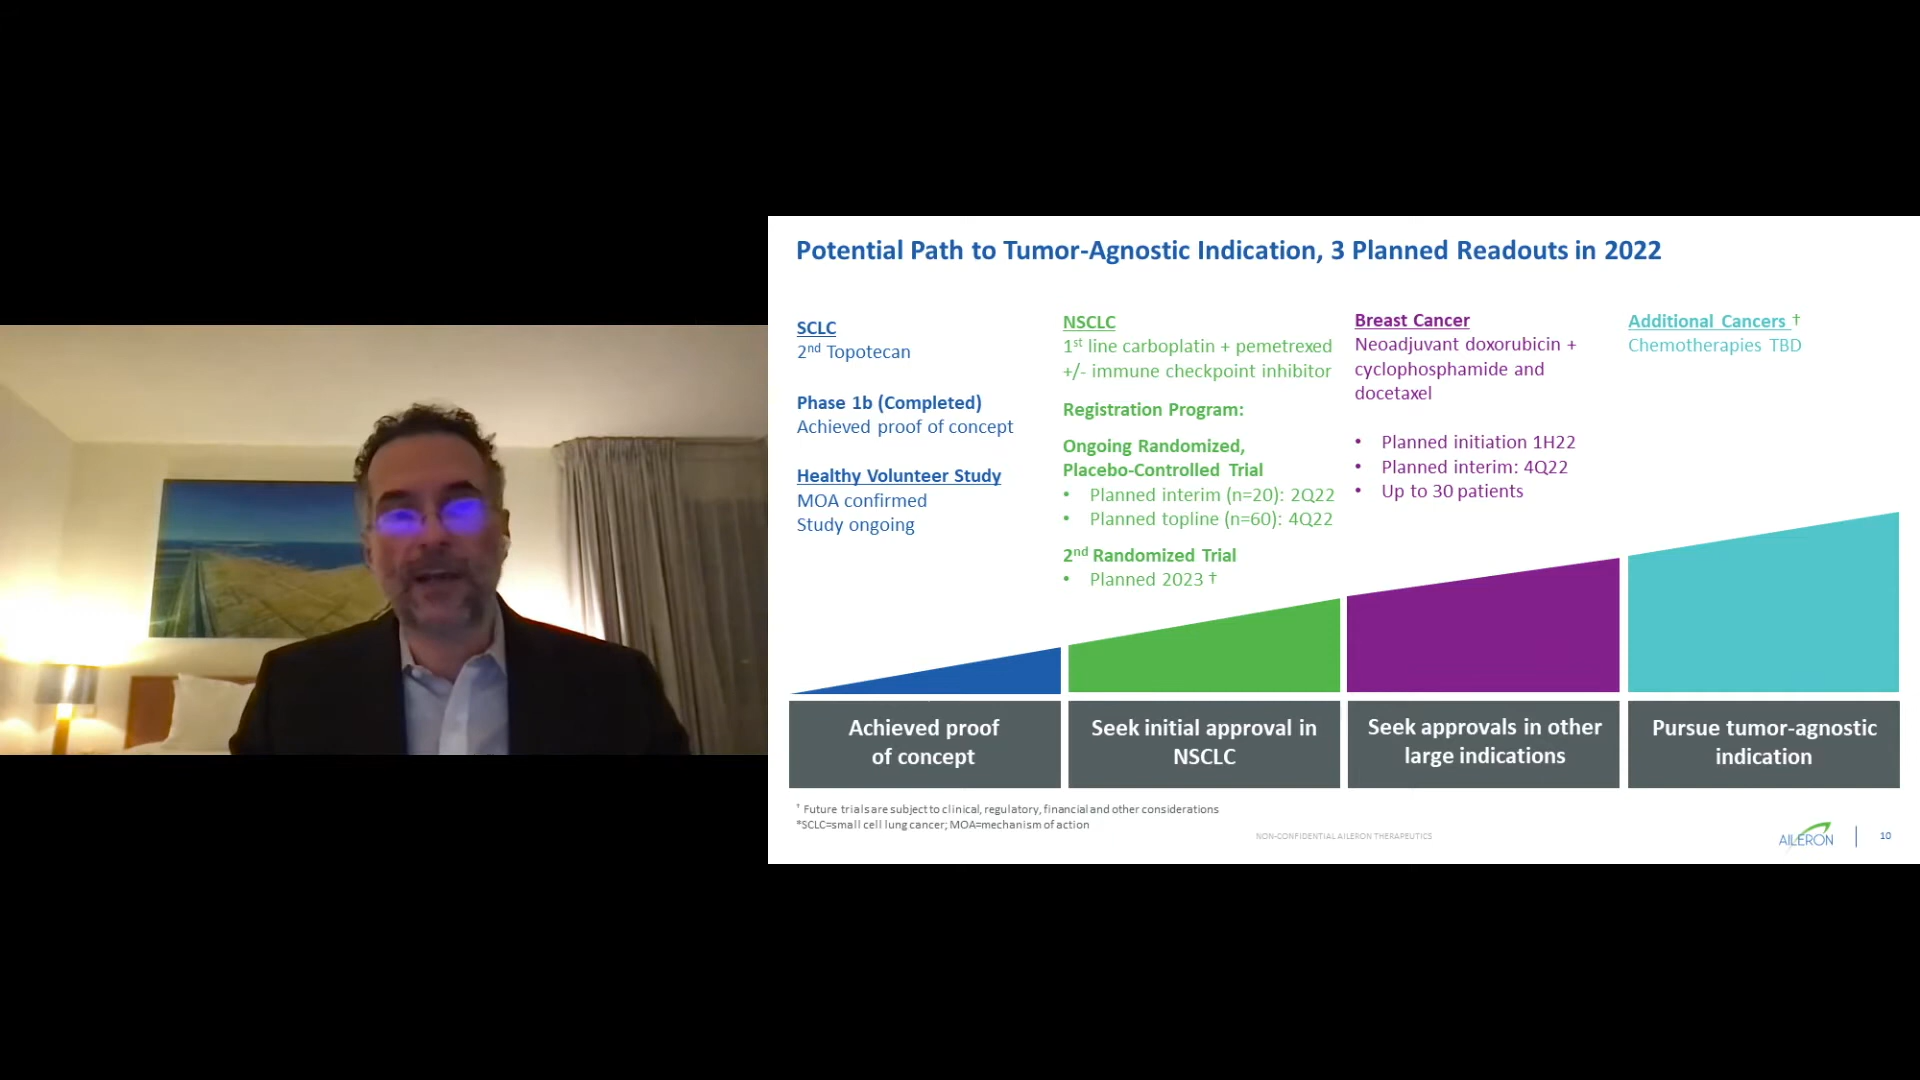 Potential Path to Tumor-Agnostic Indication, 3 Planned Readouts in 2022
SCLC
2nd Topotecan
Phase 1b (Completed)
Achieved proof of concept
Healthy Volunteer Study
MOA confirmed
Study ongoing
NSCLC
1st line carboplatin + pemetrexed
+/- immune checkpoint inhibitor
Registration Program:
Ongoing Randomized,
Placebo-Controlled Trial
• Planned interim (n=20): 2Q22
• Planned topline (n=60): 4Q22
2nd Randomized Trial
• Planned 2023 †
Breast Cancer
Neoadjuvant doxorubicin +
cyclophosphamide and
docetaxel
• Planned initiation 1H22
• Planned interim: 4Q22
• Up to 30 patients
Additional Cancers †
Chemotherapies TBD
Achieved proof
of concept
Seek initial approval in
NSCLC
Seek approvals in other
large indications
Pursue tumor-agnostic
indication
† Future trials are subject to clinical, regulatory, financial and other considerations
*SCLC=small cell lung cancer; MOA=mechanism of action
NON-CONFIDENTIAL AILERON THERAPEUTICS
AILERON
10